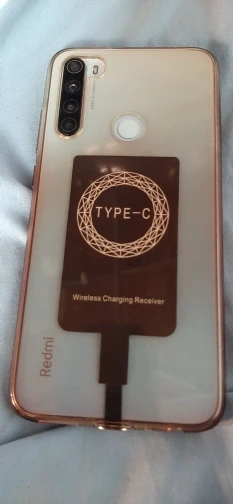 TYPE-C
Wireless Charging Receiver
Redmi